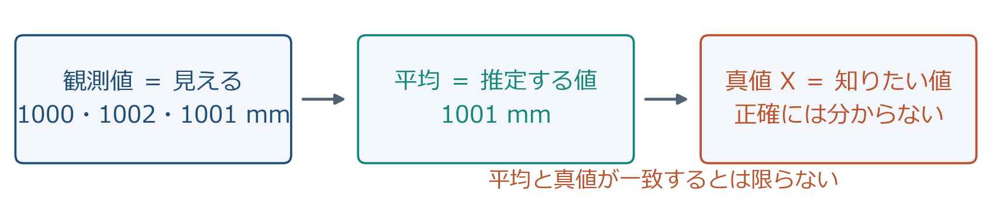 観測値 = 見える
1000・1002・1001 mm
平均 = 推定する値
1001 mm
真値 X = 知りたい値
正確には分からない
平均と真値が一致するとは限らない